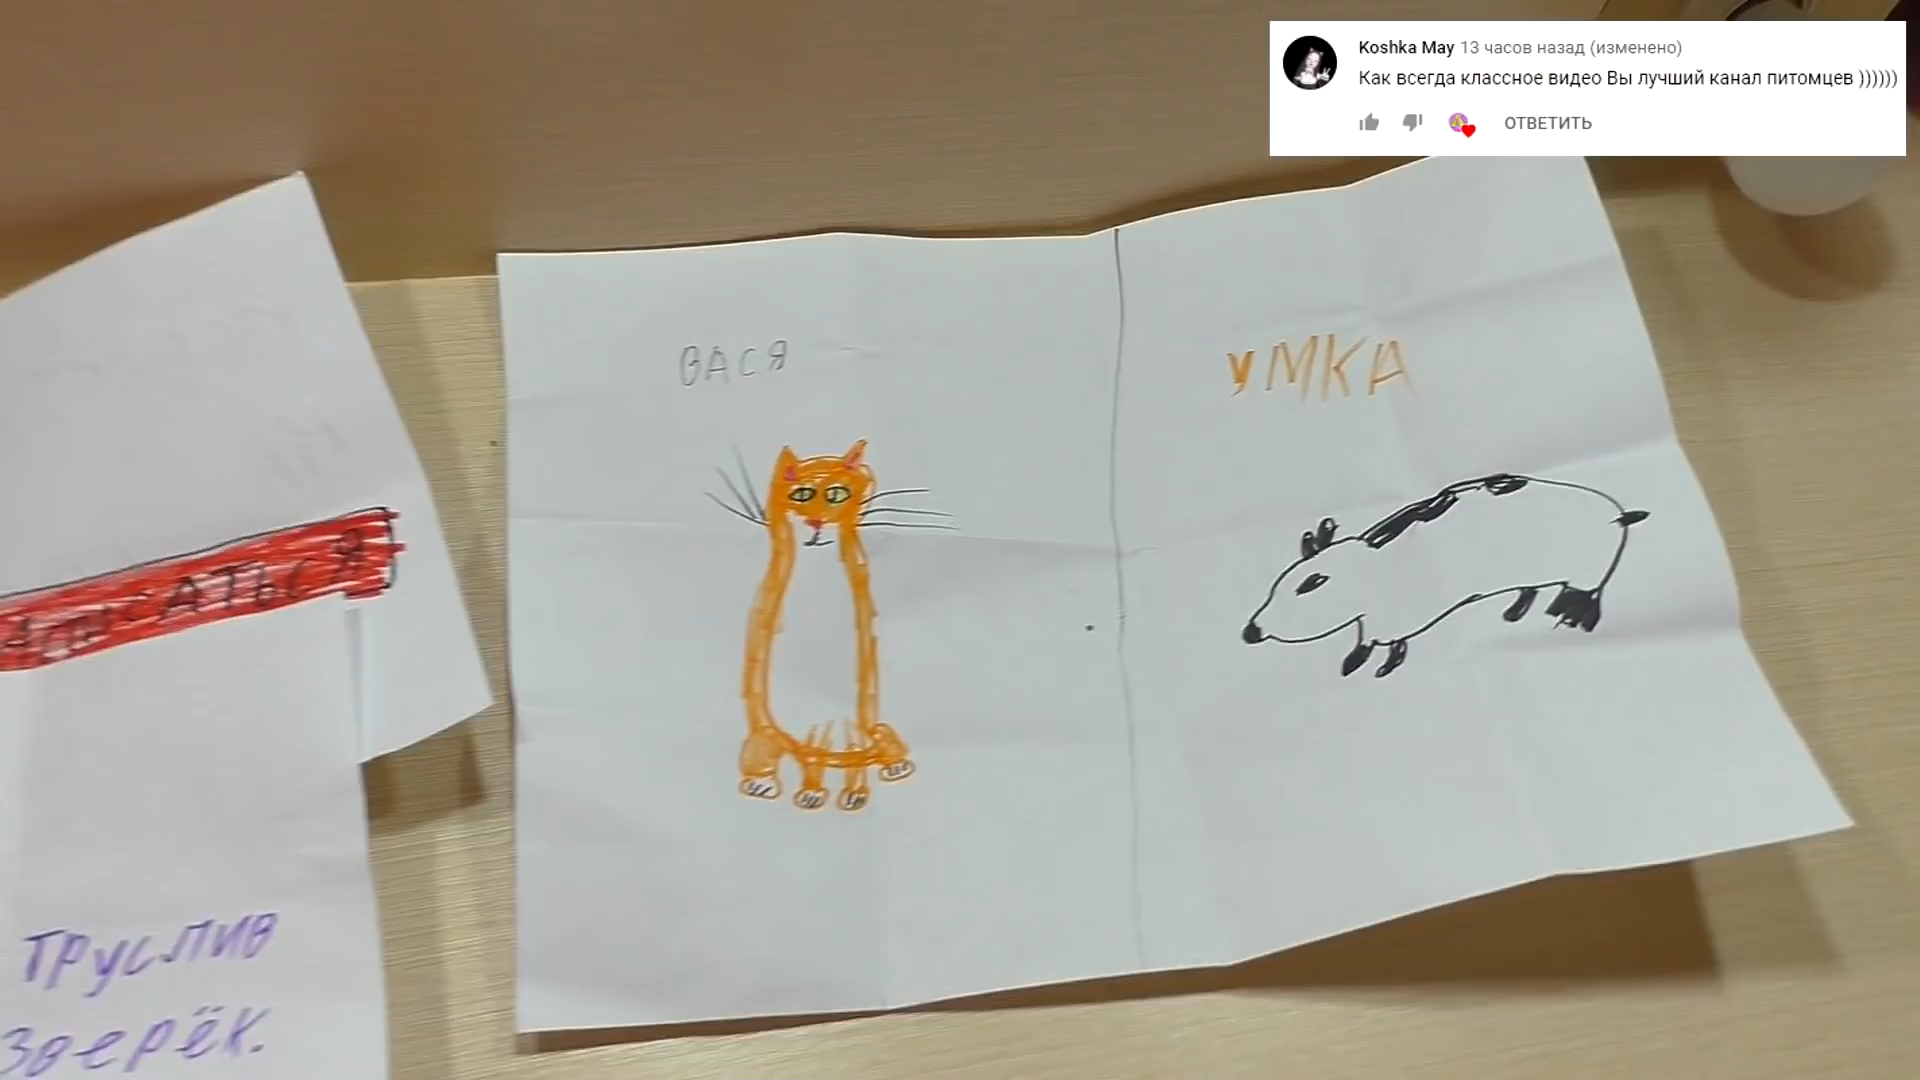 Koshka May 13 часов назад (изменено)
Как всегда классное видео Вы лучший канал питомцев ))))))
ОТВЕТИТЬ
ВАСЯ
УМКА
ТРУСЛИВ
Зверёк.